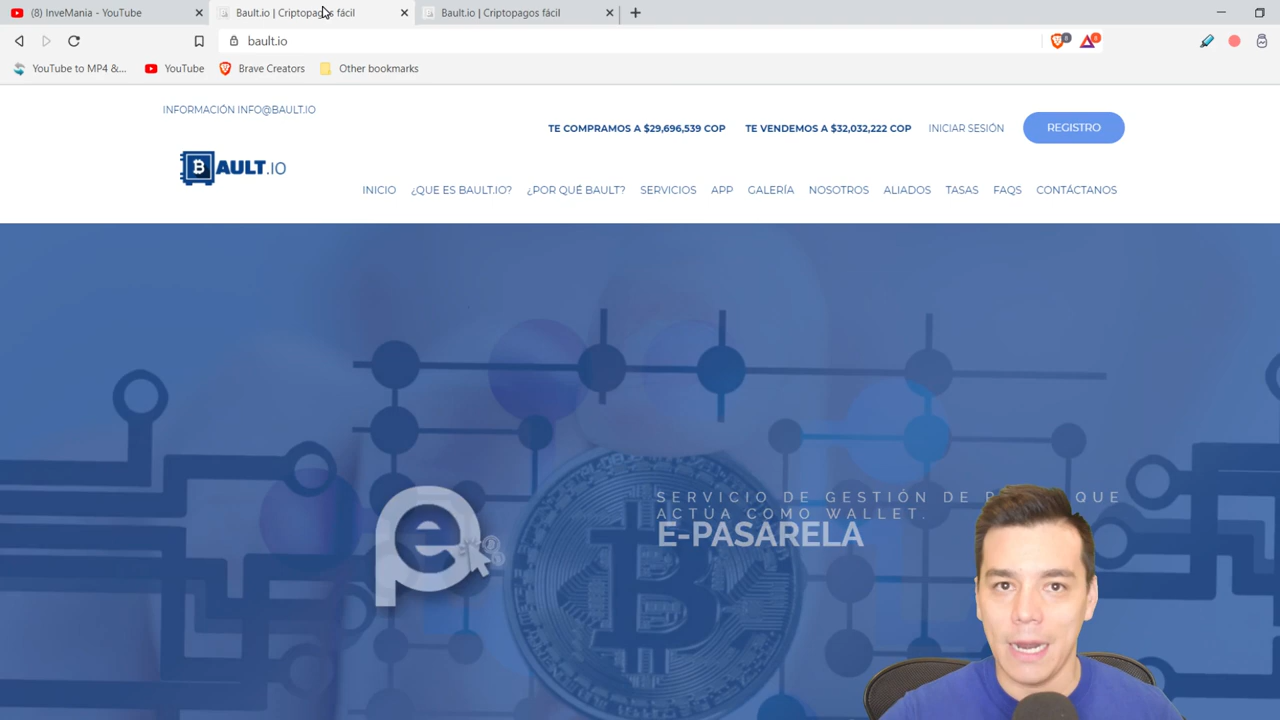 (8) InveMania - YouTube
Bault.io | Criptopagos fácil
Bault.io | Criptopagos fácil
bault.io
6
8
YouTube to MP4 &...
YouTube
Brave Creators
Other bookmarks
INFORMACIÓN INFO@BAULT.IO
TE COMPRAMOS A $29,696,539 COP
TE VENDEMOS A $32,032,222 COP
INICIAR SESIÓN
REGISTRO
BAULT.IO
INICIO
¿QUE ES BAULT.IO?
¿POR QUÉ BAULT?
SERVICIOS
APP
GALERÍA
NOSOTROS
ALIADOS
TASAS
FAQS
CONTÁCTANOS
SERVICIO DE GESTIÓN DE QUE
ACTÚA COMO WALLET.
E-PASARELA